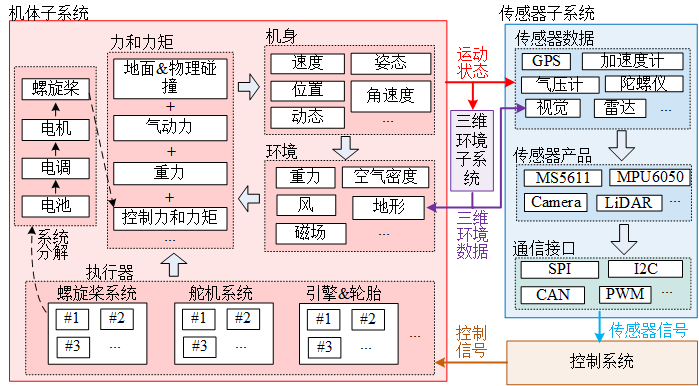 机体子系统
力和力矩
地面&物理碰
撞
+
气动力
+
重力
+
控制力和力矩
...
螺旋桨
电机
电调
电池
系统
分解
机身
速度
姿态
位置
角速度
动态
...
环境
重力
空气密度
风
地形
磁场
...
执行器
螺旋桨系统
#1
#2
#3
...
舵机系统
#1
#2
#3
...
引擎&轮胎
#1
#2
#3
...
...
运动
状态
三维
环境
子系
统
三维
环境
数据
控制
信号
传感器子系统
传感器数据
GPS
加速度计
气压计
陀螺仪
视觉
雷达
...
传感器产品
MS5611
MPU6050
Camera
LiDAR
...
通信接口
SPI
I2C
CAN
PWM
...
传感器信号
控制系统